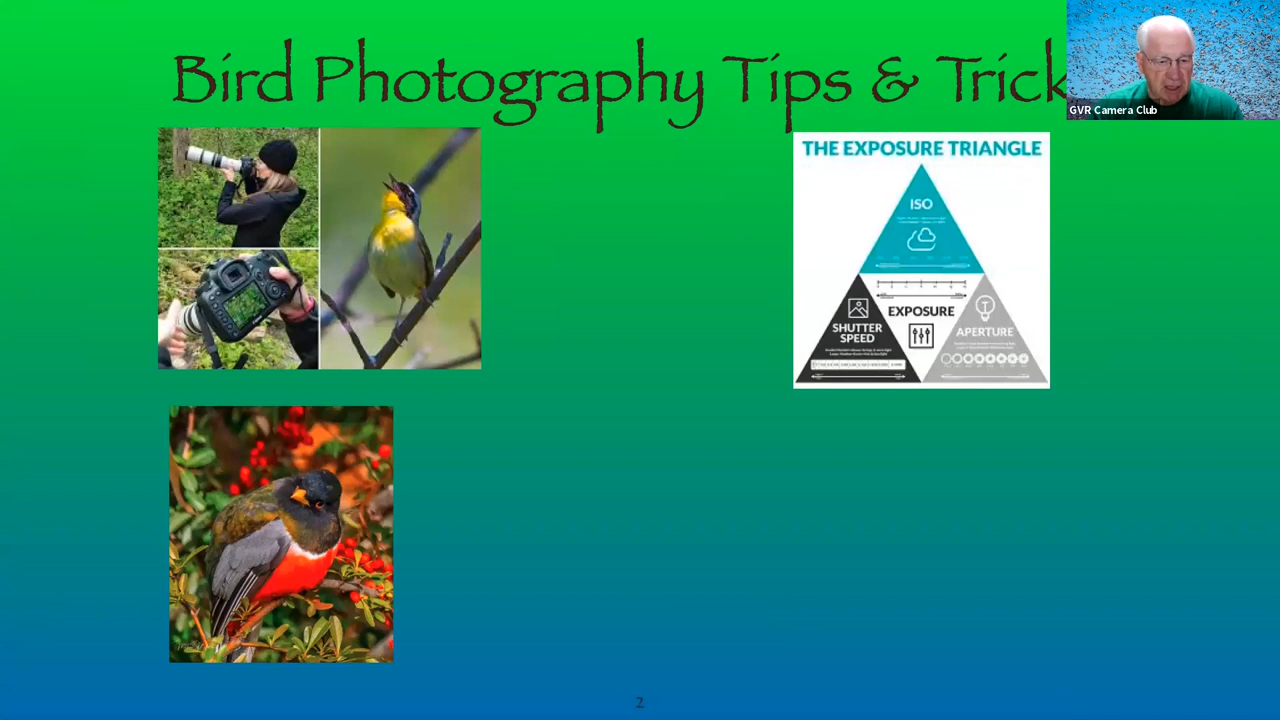 Bird Photography Tips & Trick
GVR Camera Club
THE EXPOSURE TRIANGLE
ISO
EXPOSURE
SHUTTER
SPEED
APERTURE
2